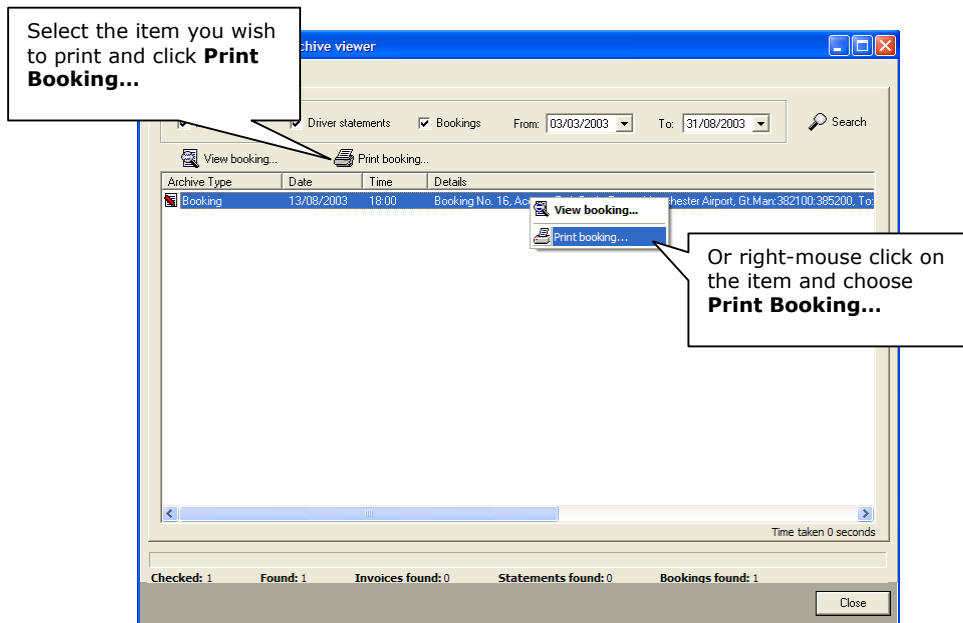 Select the item you wish
to print and click Print
Booking...
chive viewer
Driver statements
Bookings
From: 03/03/2003
To: 31/08/2003
Search
View booking...
Print booking...
Archive Type Date Time Details
Booking 13/08/2003 18:00 Booking No. 16, hester Airport, Gt.Man:382100:385200, To:
View booking...
Print booking...
Or right-mouse click on
the item and choose
Print Booking...
Time taken 0 seconds
Checked: 1 Found: 1 Invoices found: 0 Statements found: 0 Bookings found: 1
Close